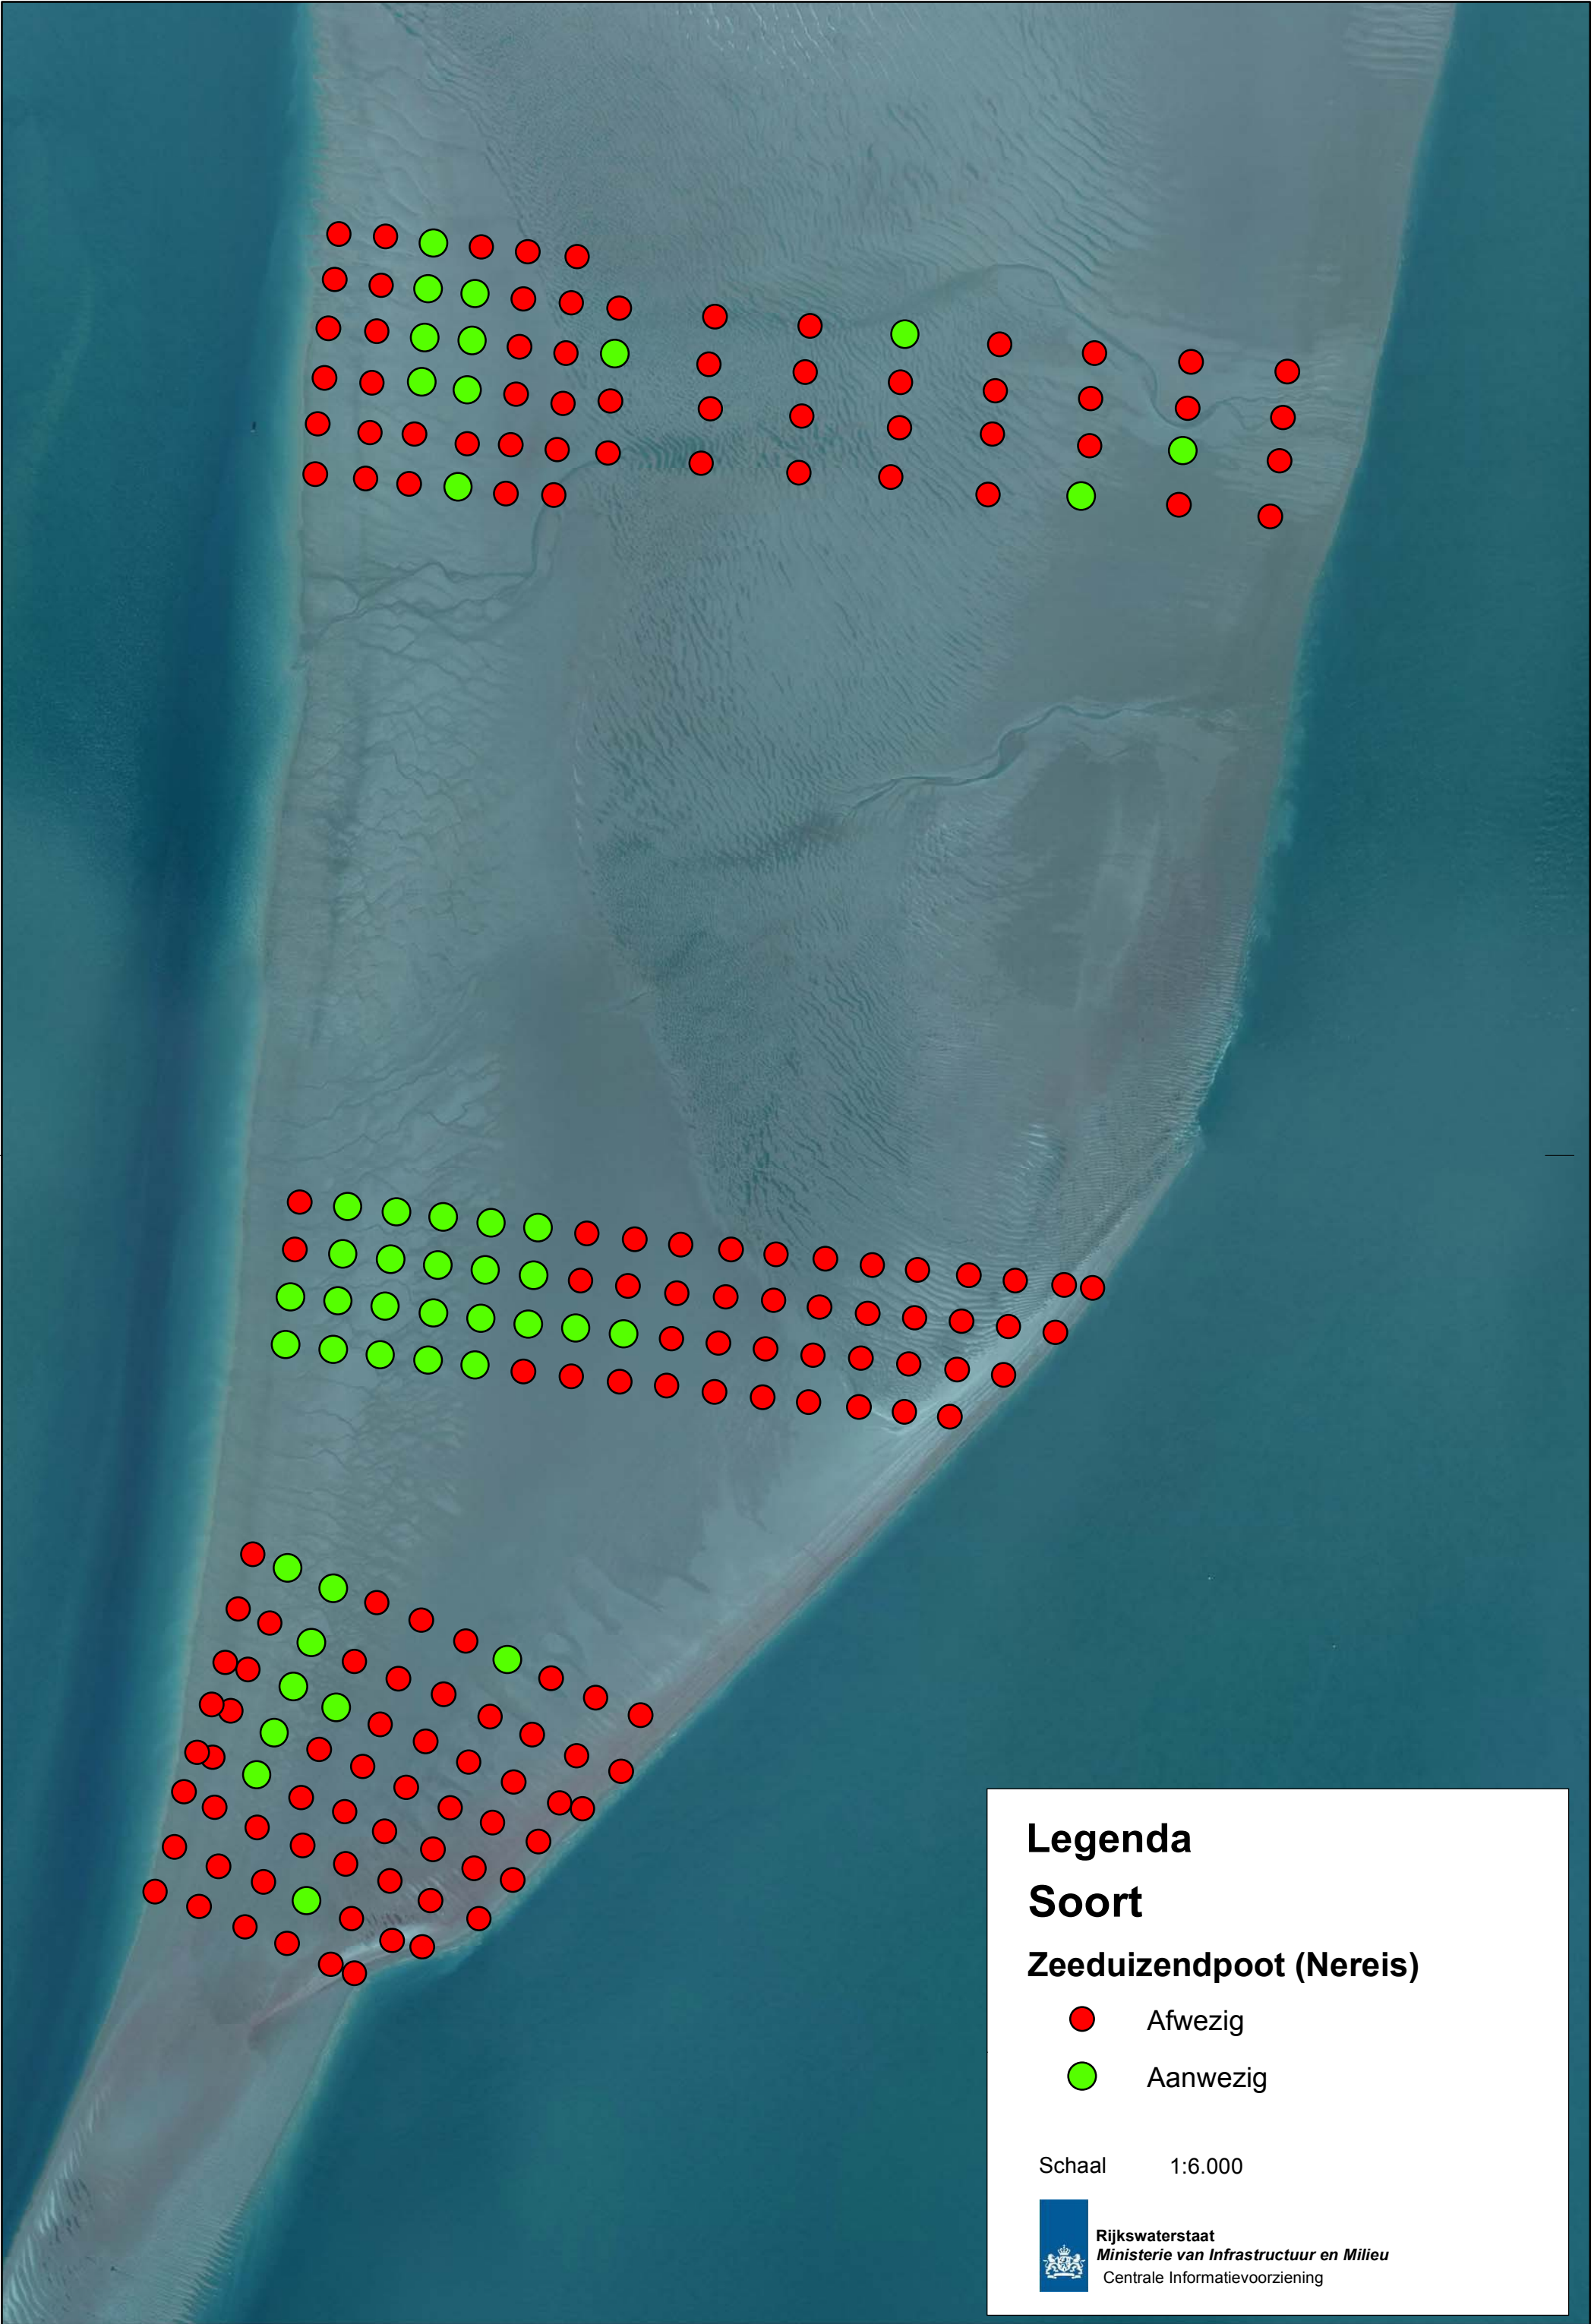 Legenda
Soort
Zeeduizendpoot (Nereis)
Afwezig
Aanwezig
Schaal 1:6.000
Rijkswaterstaat
Ministerie van Infrastructuur en Milieu
Centrale Informatievoorziening